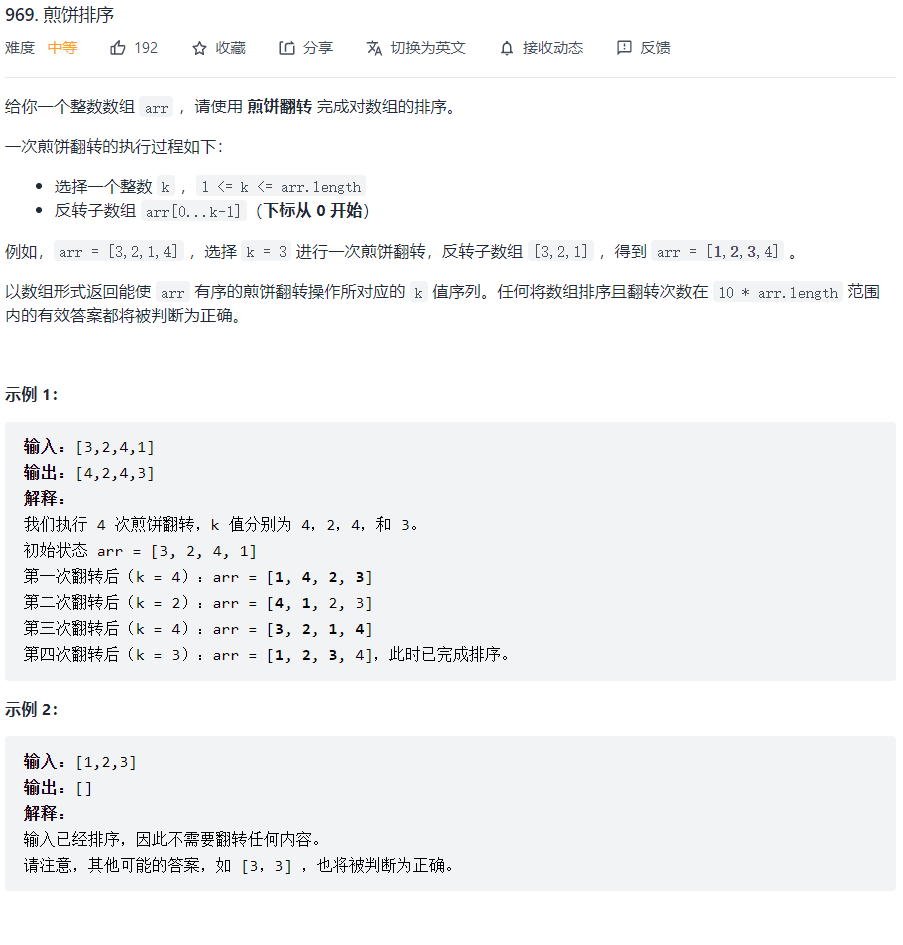 969. 煎饼排序
难度 中等 192 收藏 分享 切换为英文 接收动态 反馈
给你一个整数数组 arr ，请使用 煎饼翻转 完成对数组的排序。
一次煎饼翻转的执行过程如下：
• 选择一个整数 k ，1 <= k <= arr.length
• 反转子数组 arr[0...k-1]（下标从 0 开始）
例如，arr = [3,2,1,4] ，选择 k = 3 进行一次煎饼翻转，反转子数组 [3,2,1] ，得到 arr = [1,2,3,4] 。
以数组形式返回能使 arr 有序的煎饼翻转操作所对应的 k 值序列。任何将数组排序且翻转次数在 10 * arr.length 范围
内的有效答案都将被判断为正确。
示例 1：
输入：[3,2,4,1]
输出：[4,2,4,3]
解释：
我们执行 4 次煎饼翻转，k 值分别为 4，2，4，和 3。
初始状态 arr = [3, 2, 4, 1]
第一次翻转后（k = 4）：arr = [1, 4, 2, 3]
第二次翻转后（k = 2）：arr = [4, 1, 2, 3]
第三次翻转后（k = 4）：arr = [3, 2, 1, 4]
第四次翻转后（k = 3）：arr = [1, 2, 3, 4]，此时已完成排序。
示例 2：
输入：[1,2,3]
输出：[]
解释：
输入已经排序，因此不需要翻转任何内容。
请注意，其他可能的答案，如 [3，3] ，也将被判断为正确。